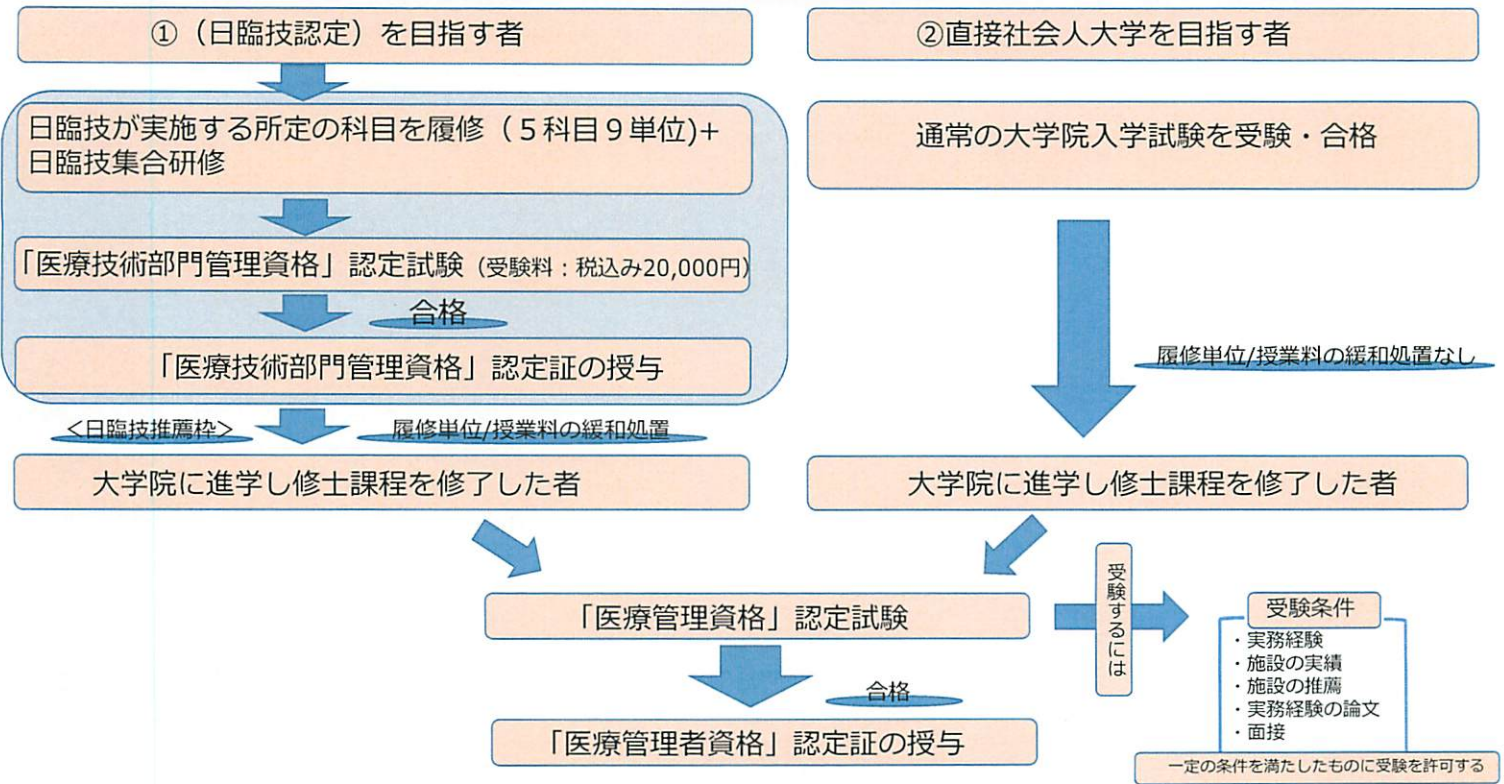 ①（日臨技認定）を目指す者
日臨技が実施する所定の科目を履修（５科目９単位)+
日臨技集合研修
「医療技術部門管理資格」認定試験（受験料：税込み20,000円）
合格
「医療技術部門管理資格」認定証の授与
＜日臨技推薦枠＞
履修単位/授業料の緩和処置
大学院に進学し修士課程を修了した者
②直接社会人大学を目指す者
通常の大学院入学試験を受験・合格
履修単位/授業料の緩和処置なし
大学院に進学し修士課程を修了した者
「医療管理資格」認定試験
受験するには
受験条件
・実務経験
・施設の実績
・施設の推薦
・実務経験の論文
・面接
一定の条件を満たしたものに受験を許可する
合格
「医療管理者資格」認定証の授与